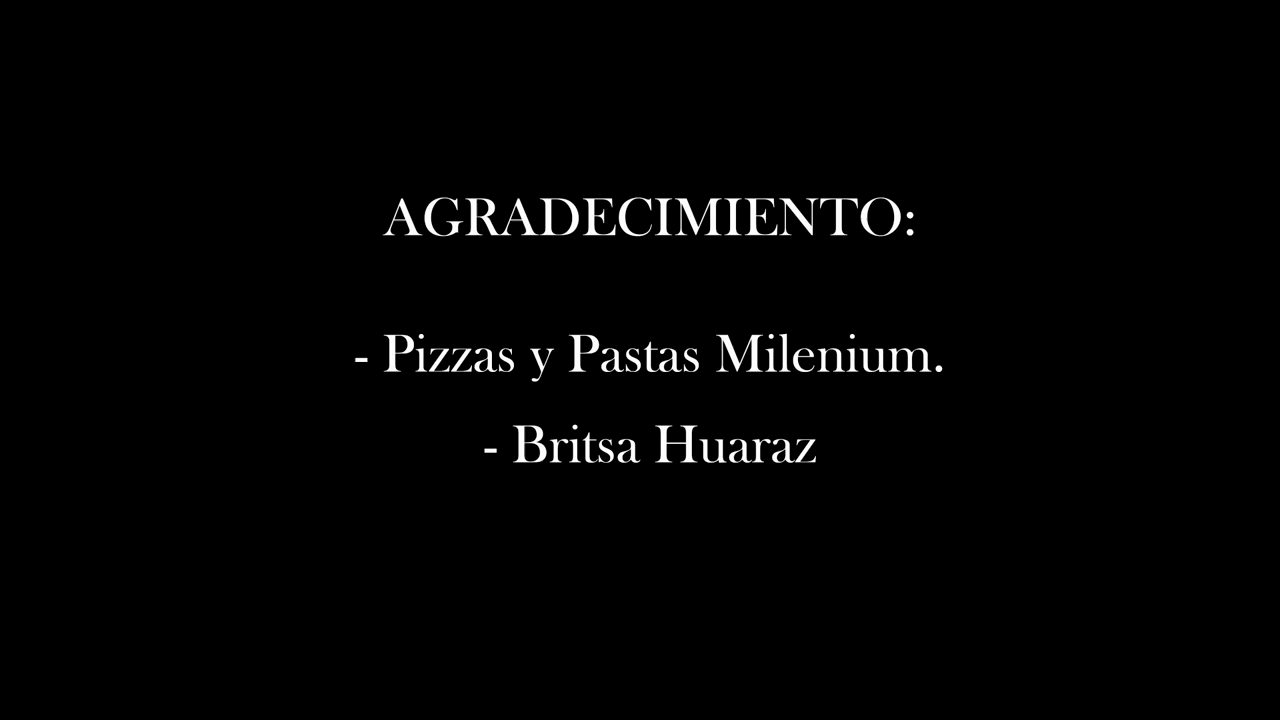 AGRADECIMIENTO:
- Pizzas y Pastas Milenium.
- Britsa Huaraz